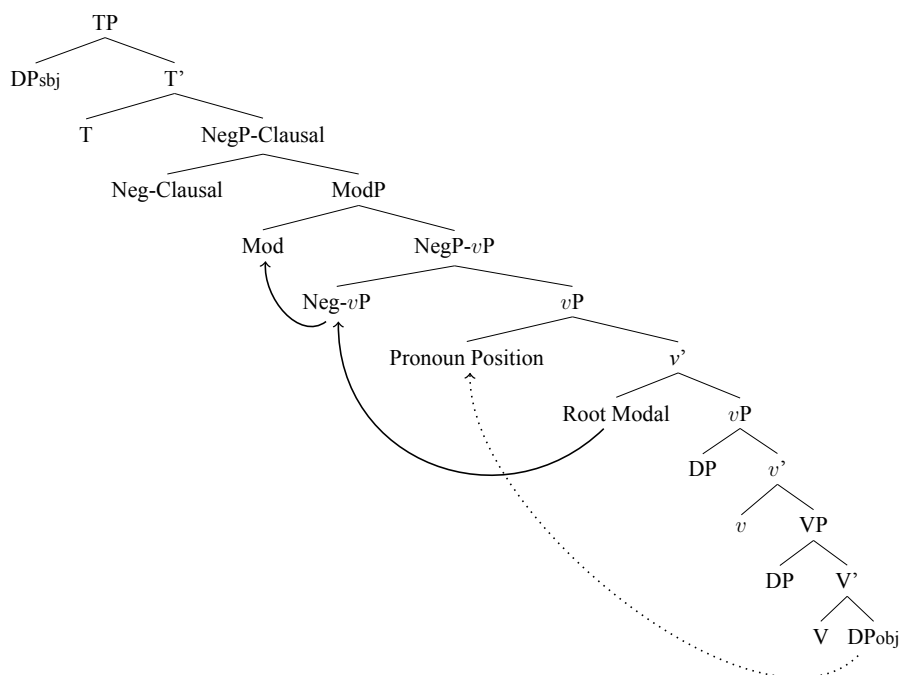 TP
DPsbj T’
T NegP-Clausal
Neg-Clausal ModP
Mod NegP-vP
Neg-vP vP
Pronoun Position v’
Root Modal vP
DP v’
v VP
DP V’
V DPobj